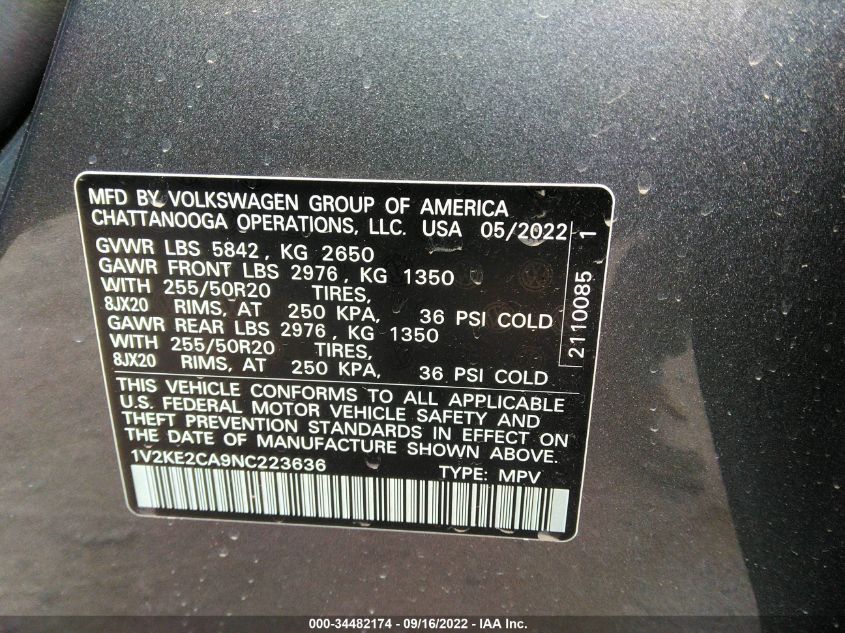 MFD BY VOLKSWAGEN GROUP OF AMERICA
CHATTANOOGA OPERATIONS, LLC. USA 05/2022
GVWR LBS 5842, KG 2650
GAWR FRONT LBS 2976, KG 1350
WITH 255/50R20 TIRES,
8JX20 RIMS, AT 250 KPA, 36 PSI COLD
GAWR REAR LBS 2976, KG 1350
WITH 255/50R20 TIRES,
8JX20 RIMS, AT 250 KPA, 36 PSI COLD
2110085 1
THIS VEHICLE CONFORMS TO ALL APPLICABLE
U.S. FEDERAL MOTOR VEHICLE SAFETY AND
THEFT PREVENTION STANDARDS IN EFFECT ON
THE DATE OF MANUFACTURE SHOWN ABOVE.
1V2KE2CA9NC223636 TYPE: MPV
000-34482174 - 09/16/2022 - IAA Inc.